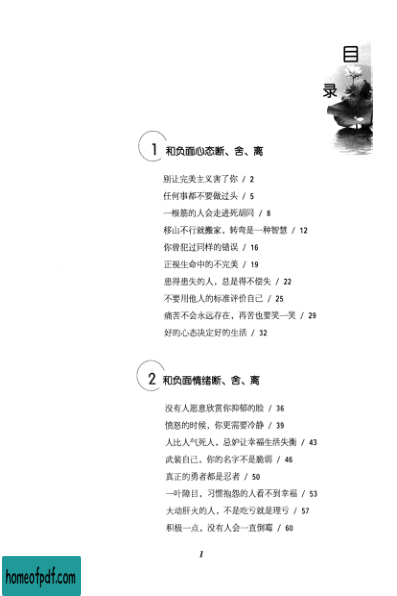 目
录
1 和负面心态断、舍、离
别让完美主义害了你 / 2
任何事都不要做过头 / 5
一根筋的人会走进死胡同 / 8
移山不行就搬家，转弯是一种智慧 / 12
你曾犯过同样的错误 / 16
正视生命中的不完美 / 19
患得患失的人，总是得不偿失 / 22
不要用他人的标准评价自己 / 25
痛苦不会永远存在，再苦也要笑一笑 / 29
好的心态决定好的生活 / 32
2 和负面情绪断、舍、离
没有人愿意欣赏你抑郁的脸 / 36
愤怒的时候，你更需要冷静 / 39
人比人气死人，忌妒让幸福生活失衡 / 43
武装自己，你的名字不是脆弱 / 46
真正的勇者都是忍者 / 50
一叶障目，习惯抱怨的人看不到幸福 / 53
大动肝火的人，不是吃亏就是理亏 / 57
积极一点，没有人会一直倒霉 / 60
1
homeofpdf.com